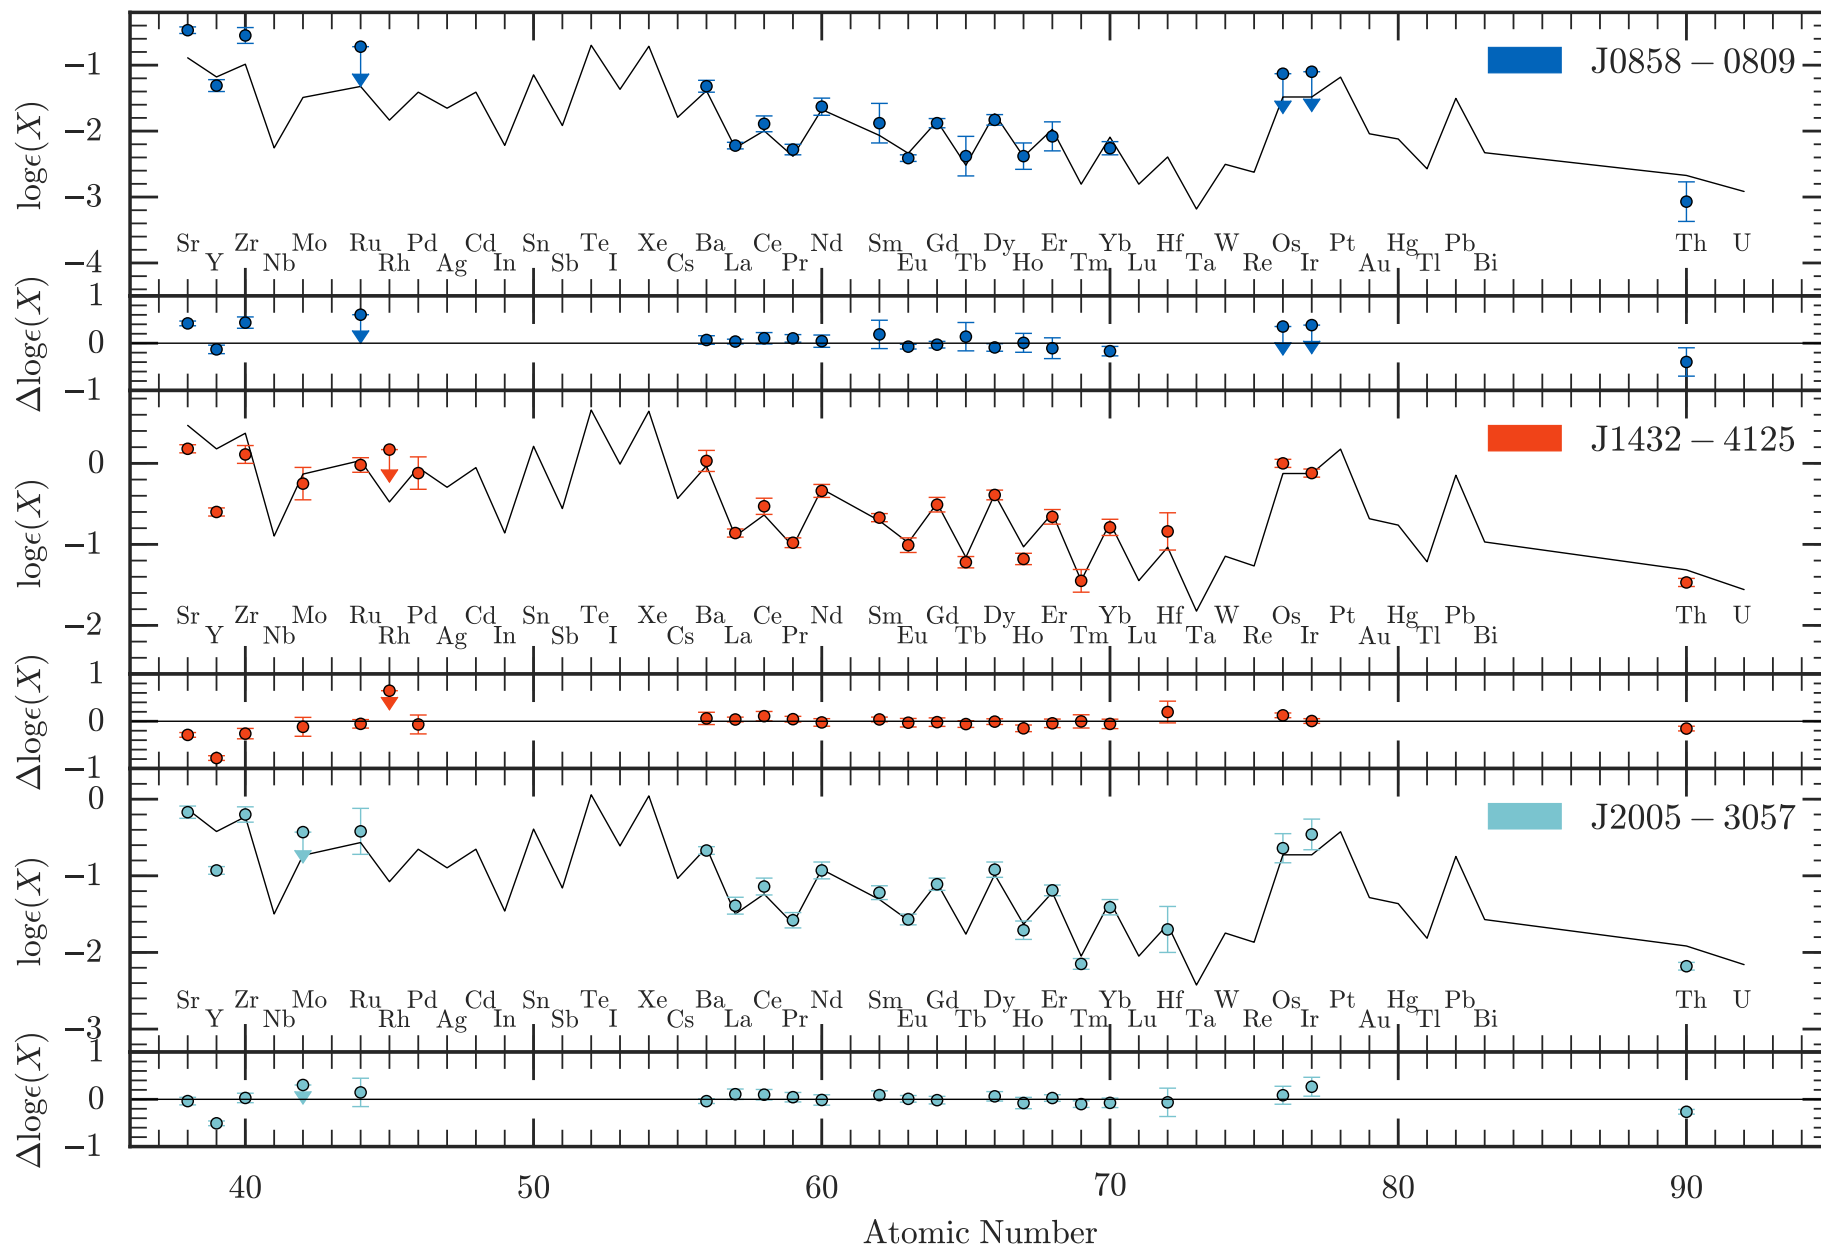 J0858 − 0809
−1
−2
−3
−4
logϵ(X)
Sr Zr Mo Ru Pd Cd Sn Te Xe Ba Ce Nd Sm Gd Dy Er Yb Hf W Os Pt Hg Pb Th U
Y Nb Rh Ag In Sb I Cs La Pr Eu Tb Ho Tm Lu Ta Re Ir Au Tl Bi
1
0
−1
Δlogϵ(X)
J1432 − 4125
0
−1
−2
logϵ(X)
Sr Zr Mo Ru Pd Cd Sn Te Xe Ba Ce Nd Sm Gd Dy Er Yb Hf W Os Pt Hg Pb Th U
Y Nb Rh Ag In Sb I Cs La Pr Eu Tb Ho Tm Lu Ta Re Ir Au Tl Bi
1
0
−1
Δlogϵ(X)
J2005 − 3057
0
−1
−2
−3
logϵ(X)
Sr Zr Mo Ru Pd Cd Sn Te Xe Ba Ce Nd Sm Gd Dy Er Yb Hf W Os Pt Hg Pb Th U
Y Nb Rh Ag In Sb I Cs La Pr Eu Tb Ho Tm Lu Ta Re Ir Au Tl Bi
1
0
−1
Δlogϵ(X)
40 50 60 70 80 90
Atomic Number